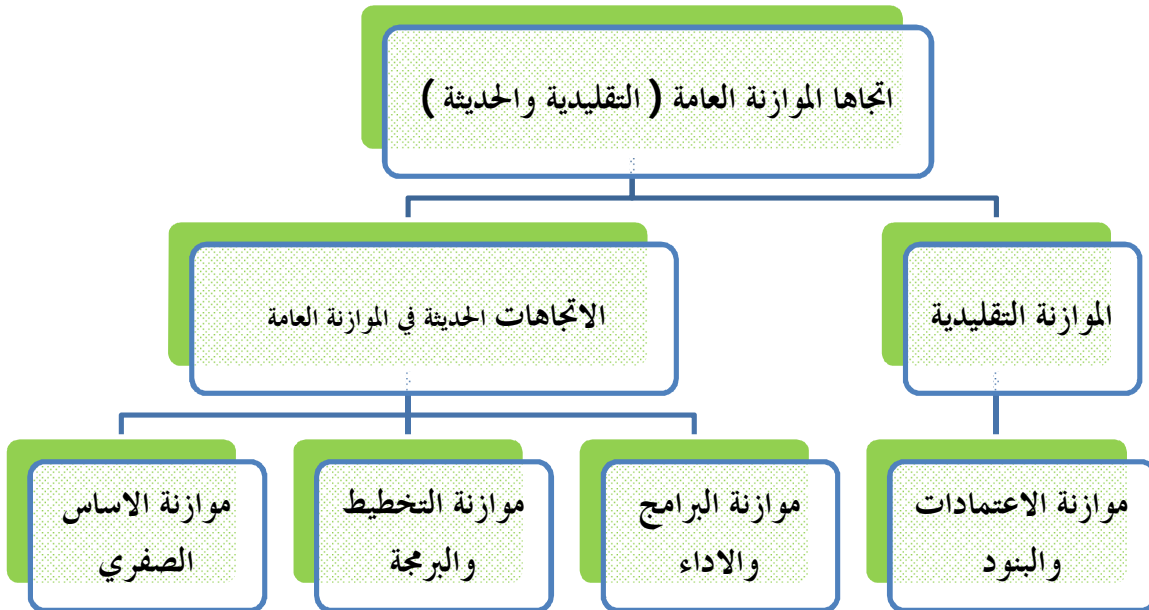 اتجاها الموازنة العامة ( التقليدية والحديثة )
الموازنة التقليدية
الاتجاهات الحديثة في الموازنة العامة
موازنة الاعتمادات
والبنود
موازنة البرامج
والاداء
موازنة التخطيط
والبرمجة
موازنة الاساس
الصفري